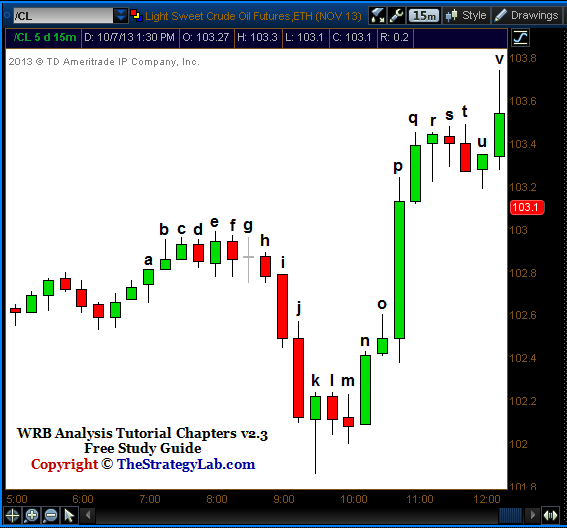 /CL Light Sweet Crude Oil Futures,ETH (NOV 13) 15m Style Drawings
/CL 5 d 15m D: 10/7/13 1:30 PM O: 103.27 H: 103.3 L: 103.1 C: 103.1 R: 0.2
2013 © TD Ameritrade IP Company, Inc.
103.8
103.6
103.4
103.2
103.1
103
102.8
102.6
102.4
102.2
102
101.8
a b c d e f g h i j k l m n o p q r s t u v
WRB Analysis Tutorial Chapters v2.3
Free Study Guide
Copyright © TheStrategyLab.com
5:00 6:00 7:00 8:00 9:00 10:00 11:00 12:00